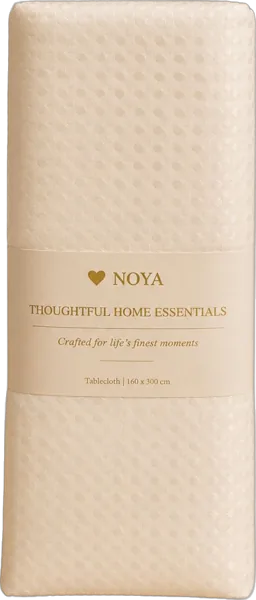 NOYA
THOUGHTFUL HOME ESSENTIALS
Crafted for life's finest moments
Tablecloth | 160 x 300 cm